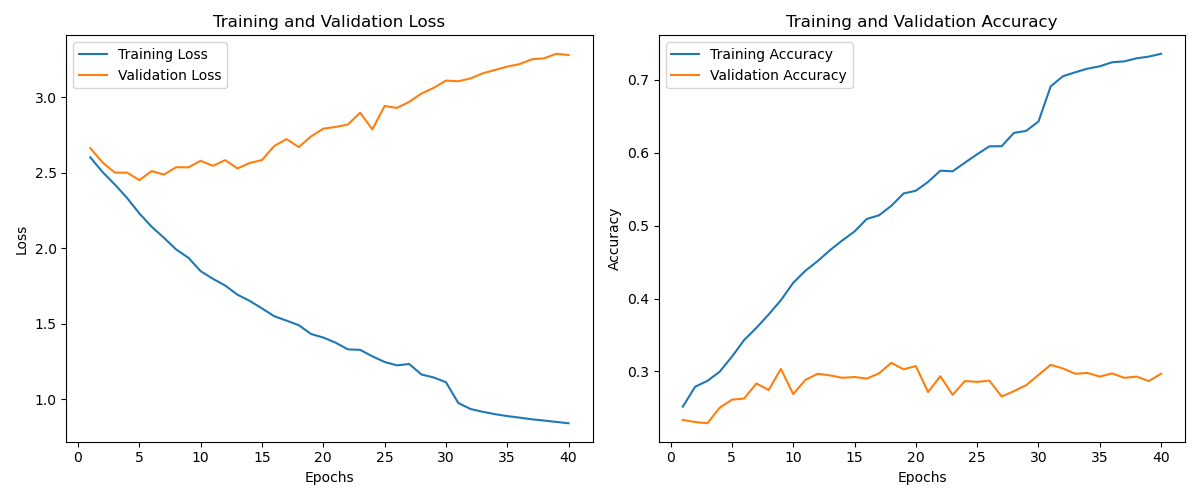 Training and Validation Loss
Training Loss
Validation Loss
3.0
2.5
2.0
1.5
1.0
Loss
0 5 10 15 20 25 30 35 40
Epochs
Training and Validation Accuracy
Training Accuracy
Validation Accuracy
0.7
0.6
0.5
0.4
0.3
Accuracy
0 5 10 15 20 25 30 35 40
Epochs